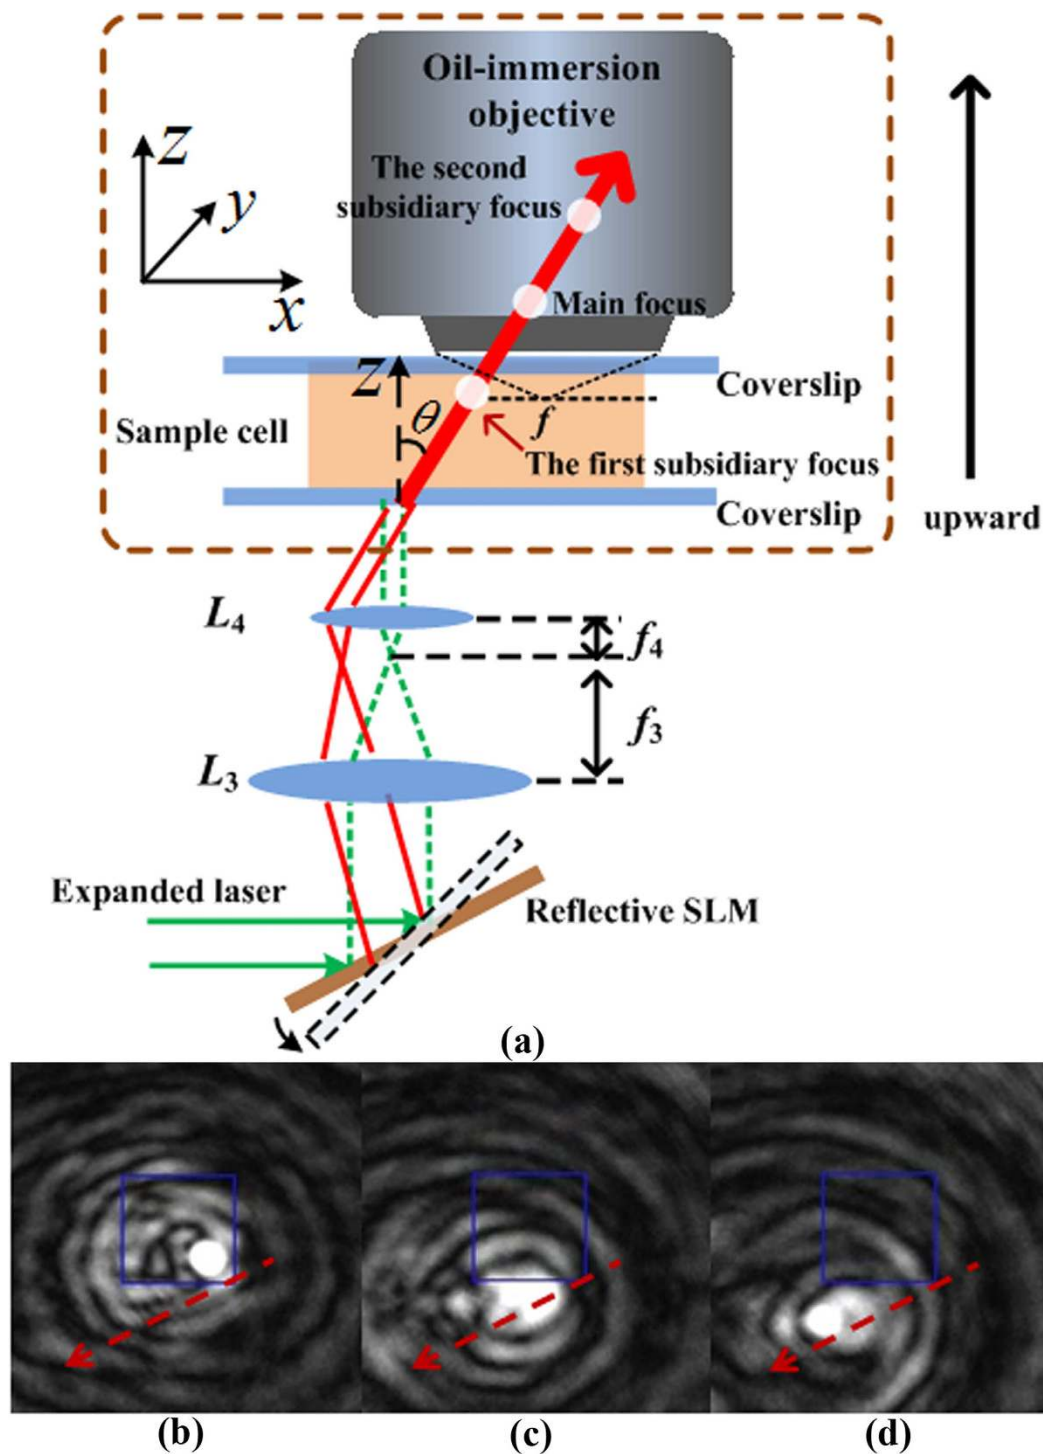 Oil-immersion
objective
The second
subsidiary focus
z
y
x
Main focus
Z
Coverslip
θ
f
Sample cell
The first subsidiary focus
Coverslip
upward
L4
f4
f3
L3
Expanded laser
Reflective SLM
(a)
(b) (c) (d)